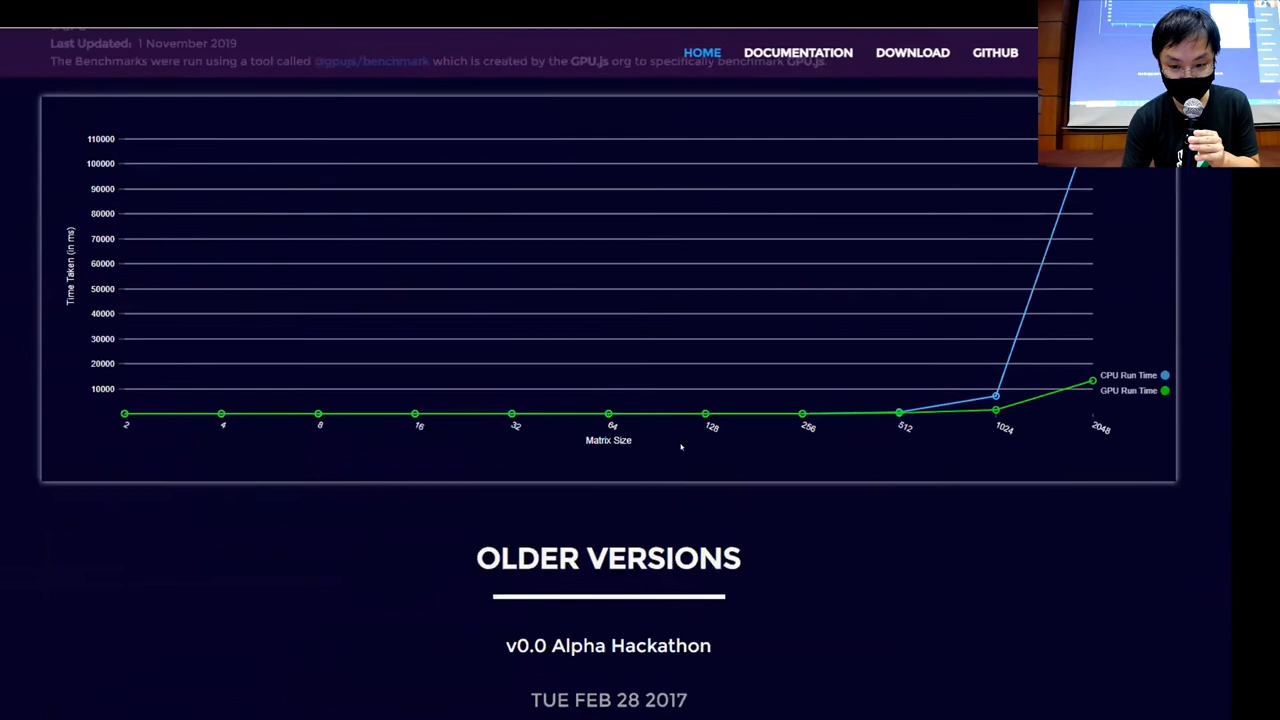 HOME DOCUMENTATION DOWNLOAD GITHUB
Last Updated: 1 November 2019
The Benchmarks were run using a tool called @gpujs/benchmark which is created by the GPU.js org to specifically benchmark GPU.js.
110000
100000
90000
80000
70000
60000
50000
40000
30000
20000
10000
Time Taken (in ms)
CPU Run Time
GPU Run Time
2 4 8 16 32 64 128 256 512 1024 2048
Matrix Size
OLDER VERSIONS
v0.0 Alpha Hackathon
TUE FEB 28 2017